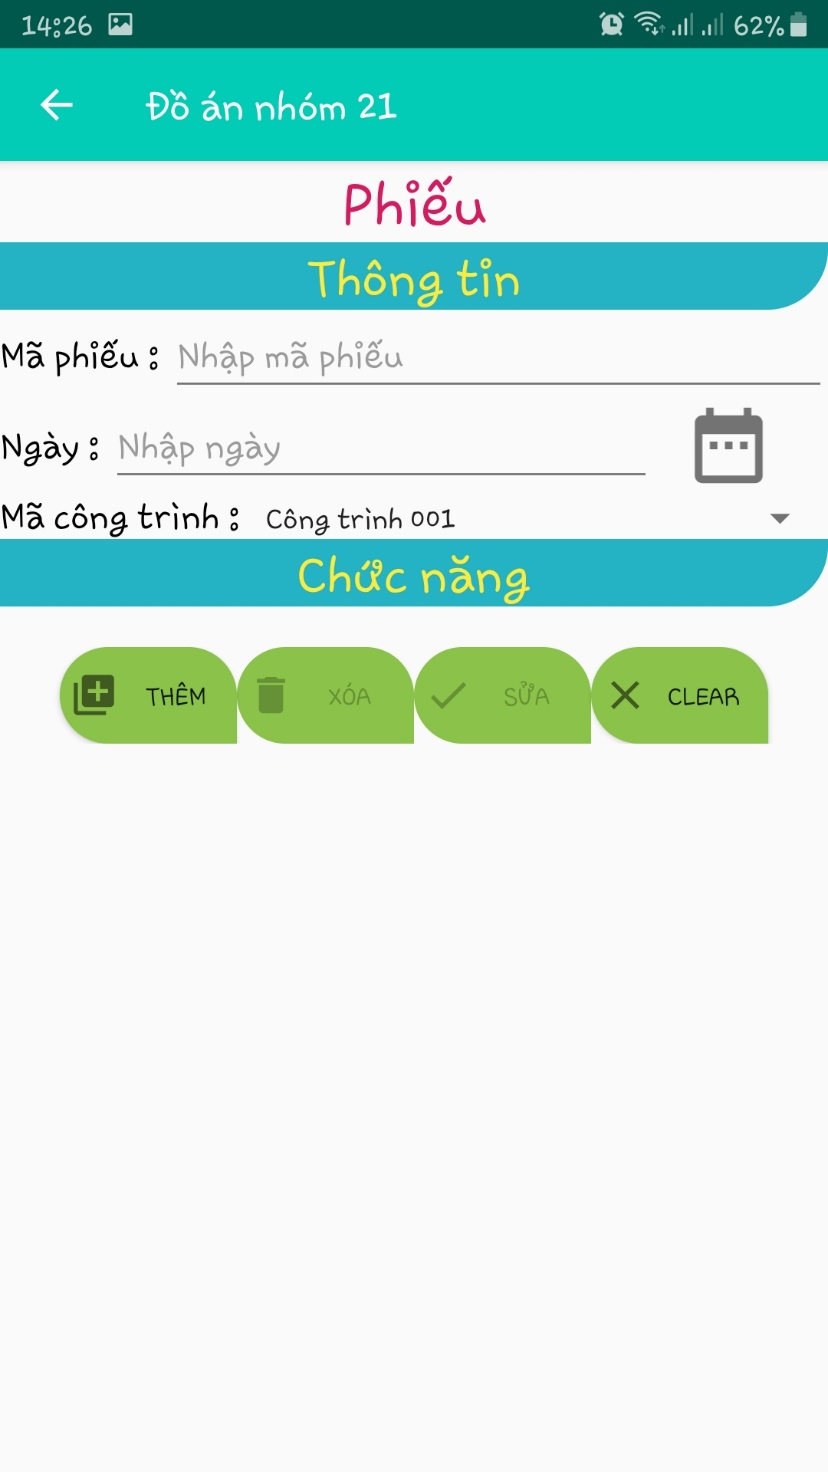 14:26 62%
Đồ án nhóm 21
Phiếu
Thông tin
Mã phiếu : Nhập mã phiếu
Ngày : Nhập ngày
Mã công trình : Công trình 001
Chức năng
THÊM XÓA SỬA CLEAR